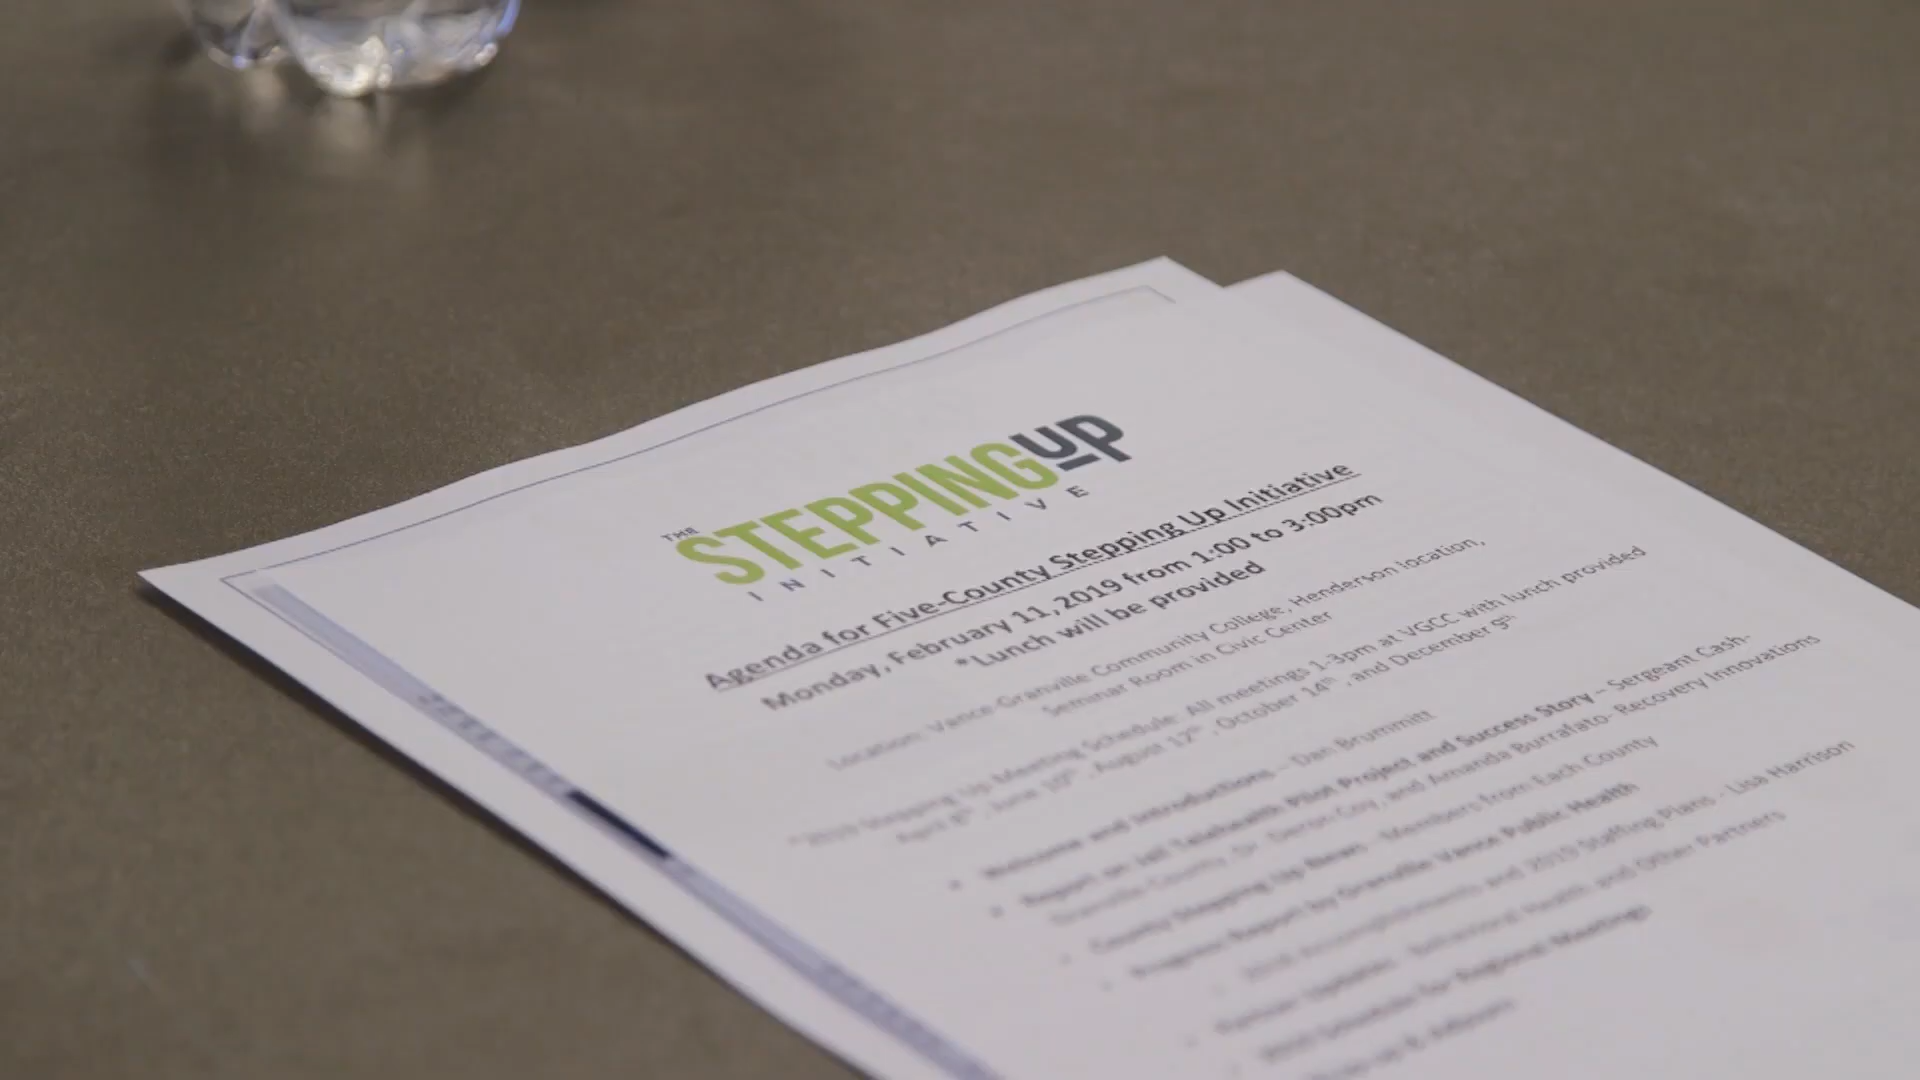 THE
STEPPING UP
INITIATIVE
Agenda for Five-County Stepping Up Initiative
Monday, February 11, 2019 from 1:00 to 3:00pm
*Lunch will be provided
Location: Vance-Granville Community College, Henderson location,
Seminar Room in Civic Center
*2019 Stepping Up Meeting Schedule: All meetings 1-3pm at VGCC with lunch provided
April 8th, June 10th, August 12th, October 14th, and December 9th
Welcome and Introductions – Dan Brummitt
Report on Jail Telehealth Pilot Project and Success Story – Sergeant Cash-
Granville County, Dr. and Amanda Burrafato- Recovery Innovations
County Stepping Up News - Members from Each County
Progress Report by Granville Vance Public Health
2018 Accomplishments and 2019 Staffing Plans - Lisa Harrison
Partner Updates - Behavioral Health and Other Partners
2019 Schedule for Regional Meetings
& Adjourn